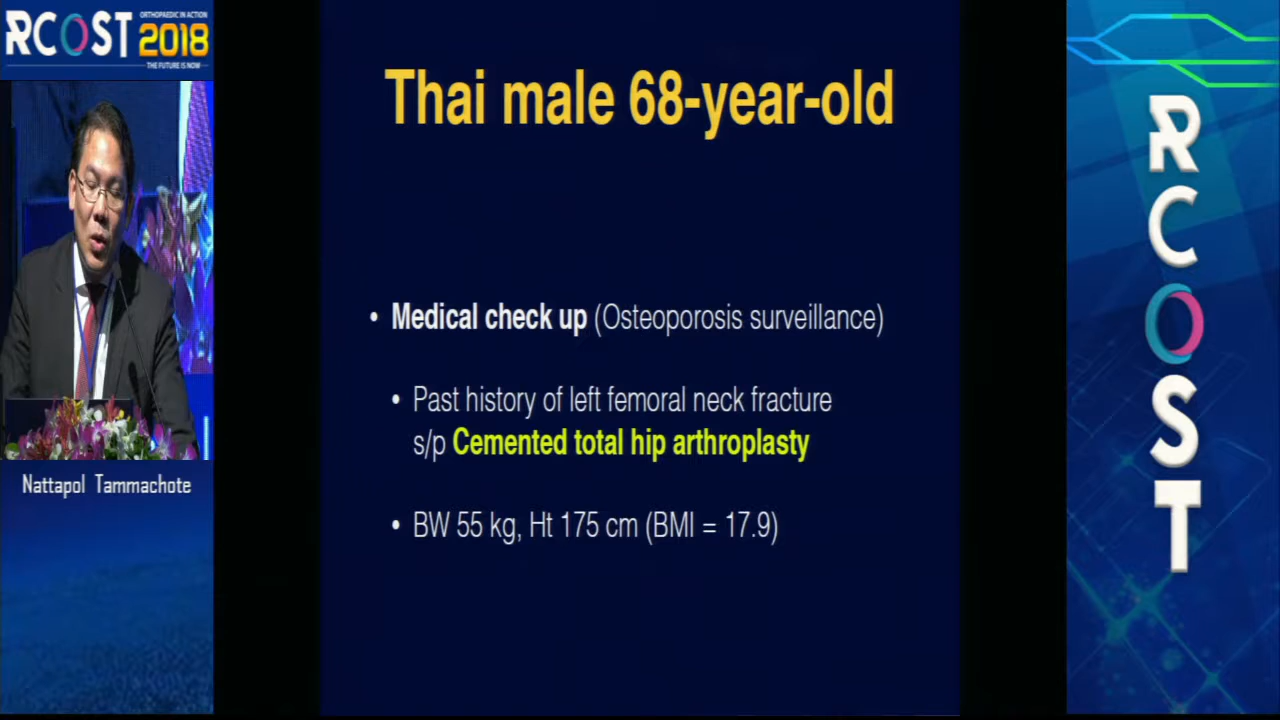 RCOST
ORTHOPAEDIC IN ACTION
2018
THE FUTURE IS NOW
Nattapol Tammachote
Thai male 68-year-old
• Medical check up (Osteoporosis surveillance)
• Past history of left femoral neck fracture
s/p Cemented total hip arthroplasty
• BW 55 kg, Ht 175 cm (BMI = 17.9)
RCOST